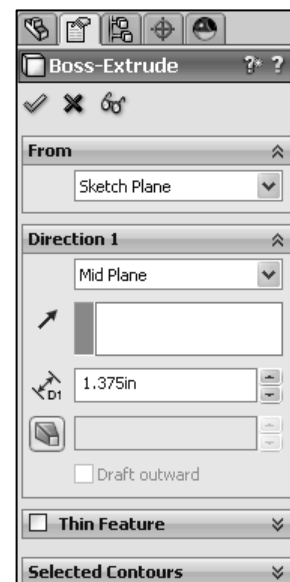 Boss-Extrude ? ?
From
Sketch Plane
Direction 1
Mid Plane
D1 1.375in
Draft outward
Thin Feature
Selected Contours